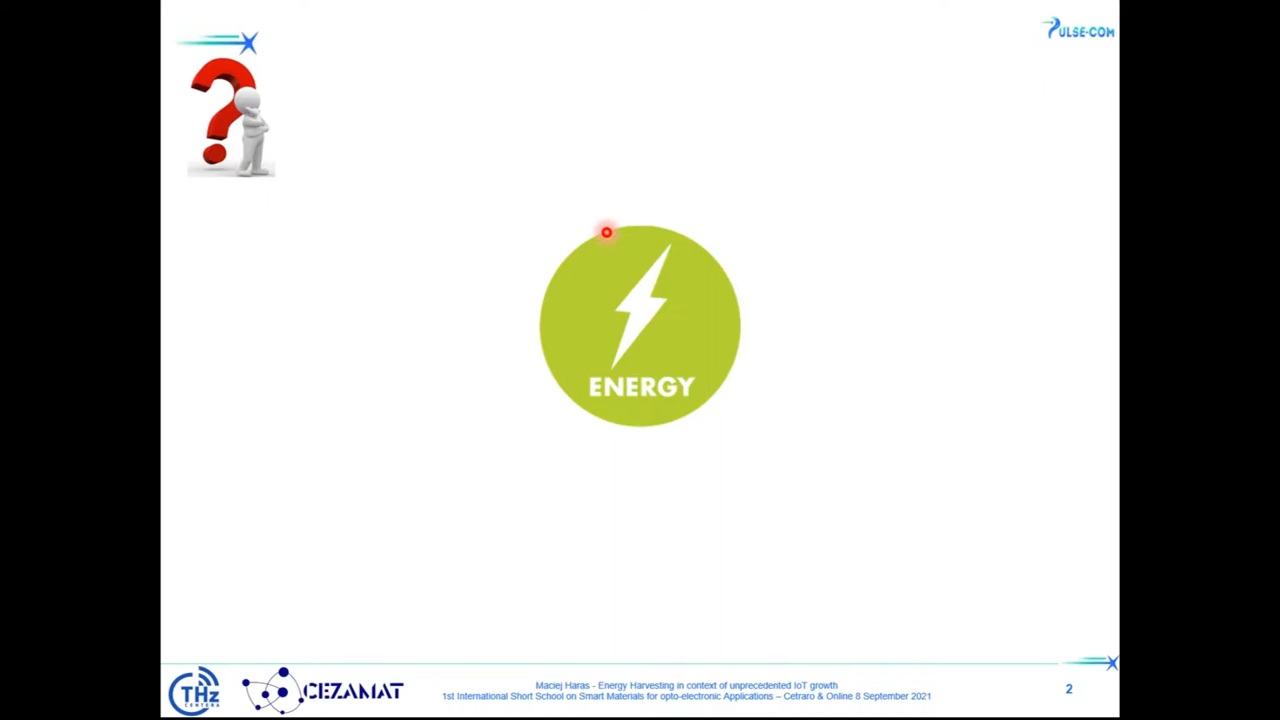 PULSE-COM
ENERGY
THz
CENTERA
CEZAMAT
Maciej Haras - Energy Harvesting in context of unprecedented IoT growth
1st International Short School on Smart Materials for opto-electronic Applications – Cetraro & Online 8 September 2021
2